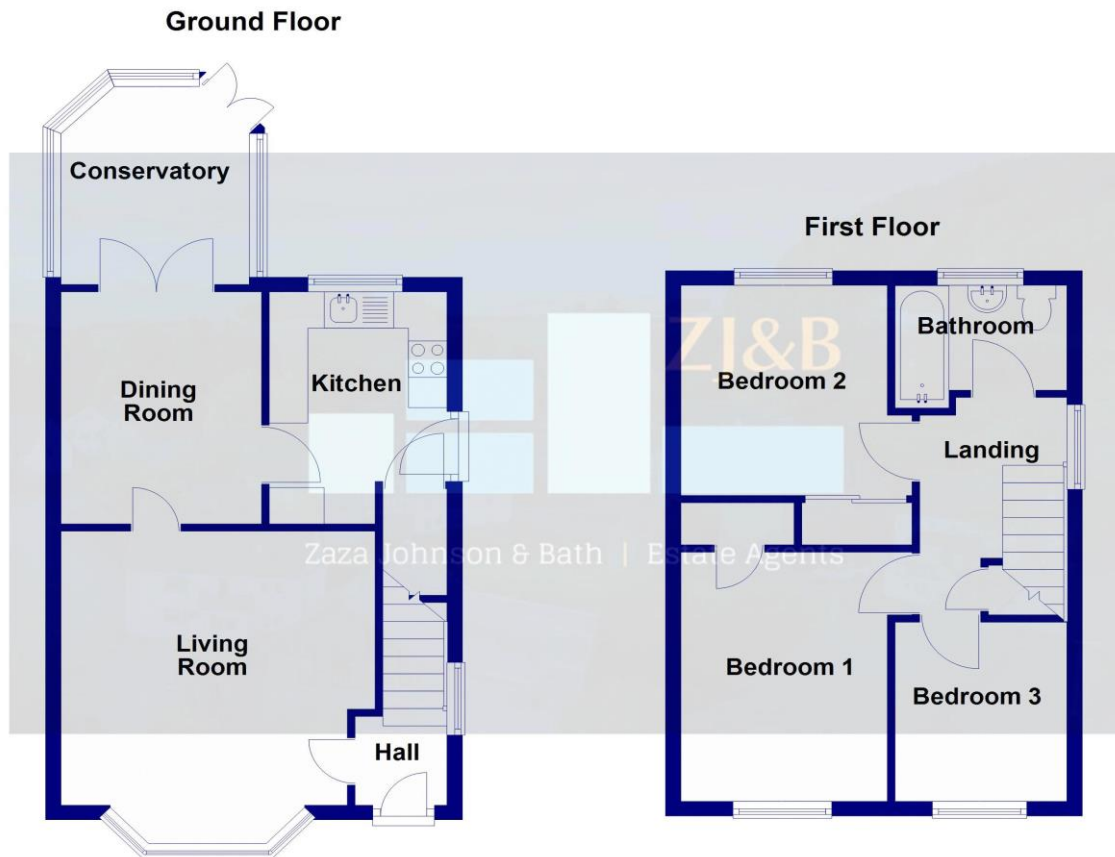 Ground Floor
Conservatory
Dining
Room
Kitchen
Living
Room
Hall
First Floor
Bedroom 2
Bathroom
Landing
Bedroom 1
Bedroom 3
ZJ&B
Zaza Johnson & Bath | Estate Agents